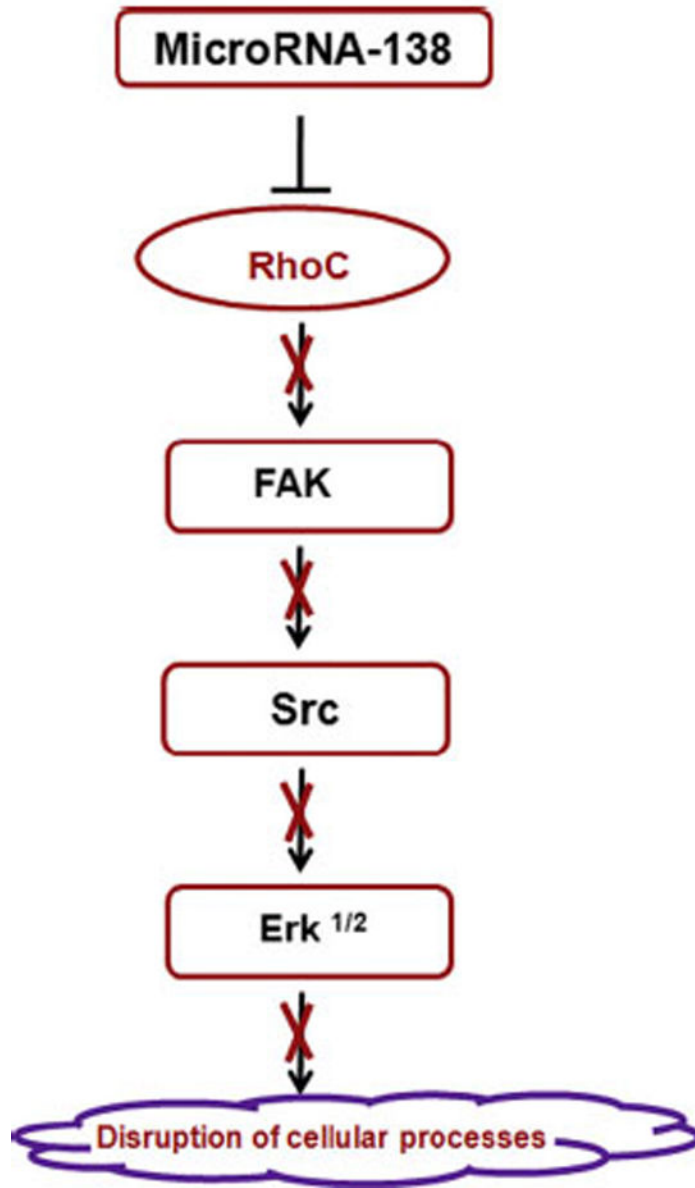 MicroRNA-138
RhoC
FAK
Src
Erk 1/2
Disruption of cellular processes